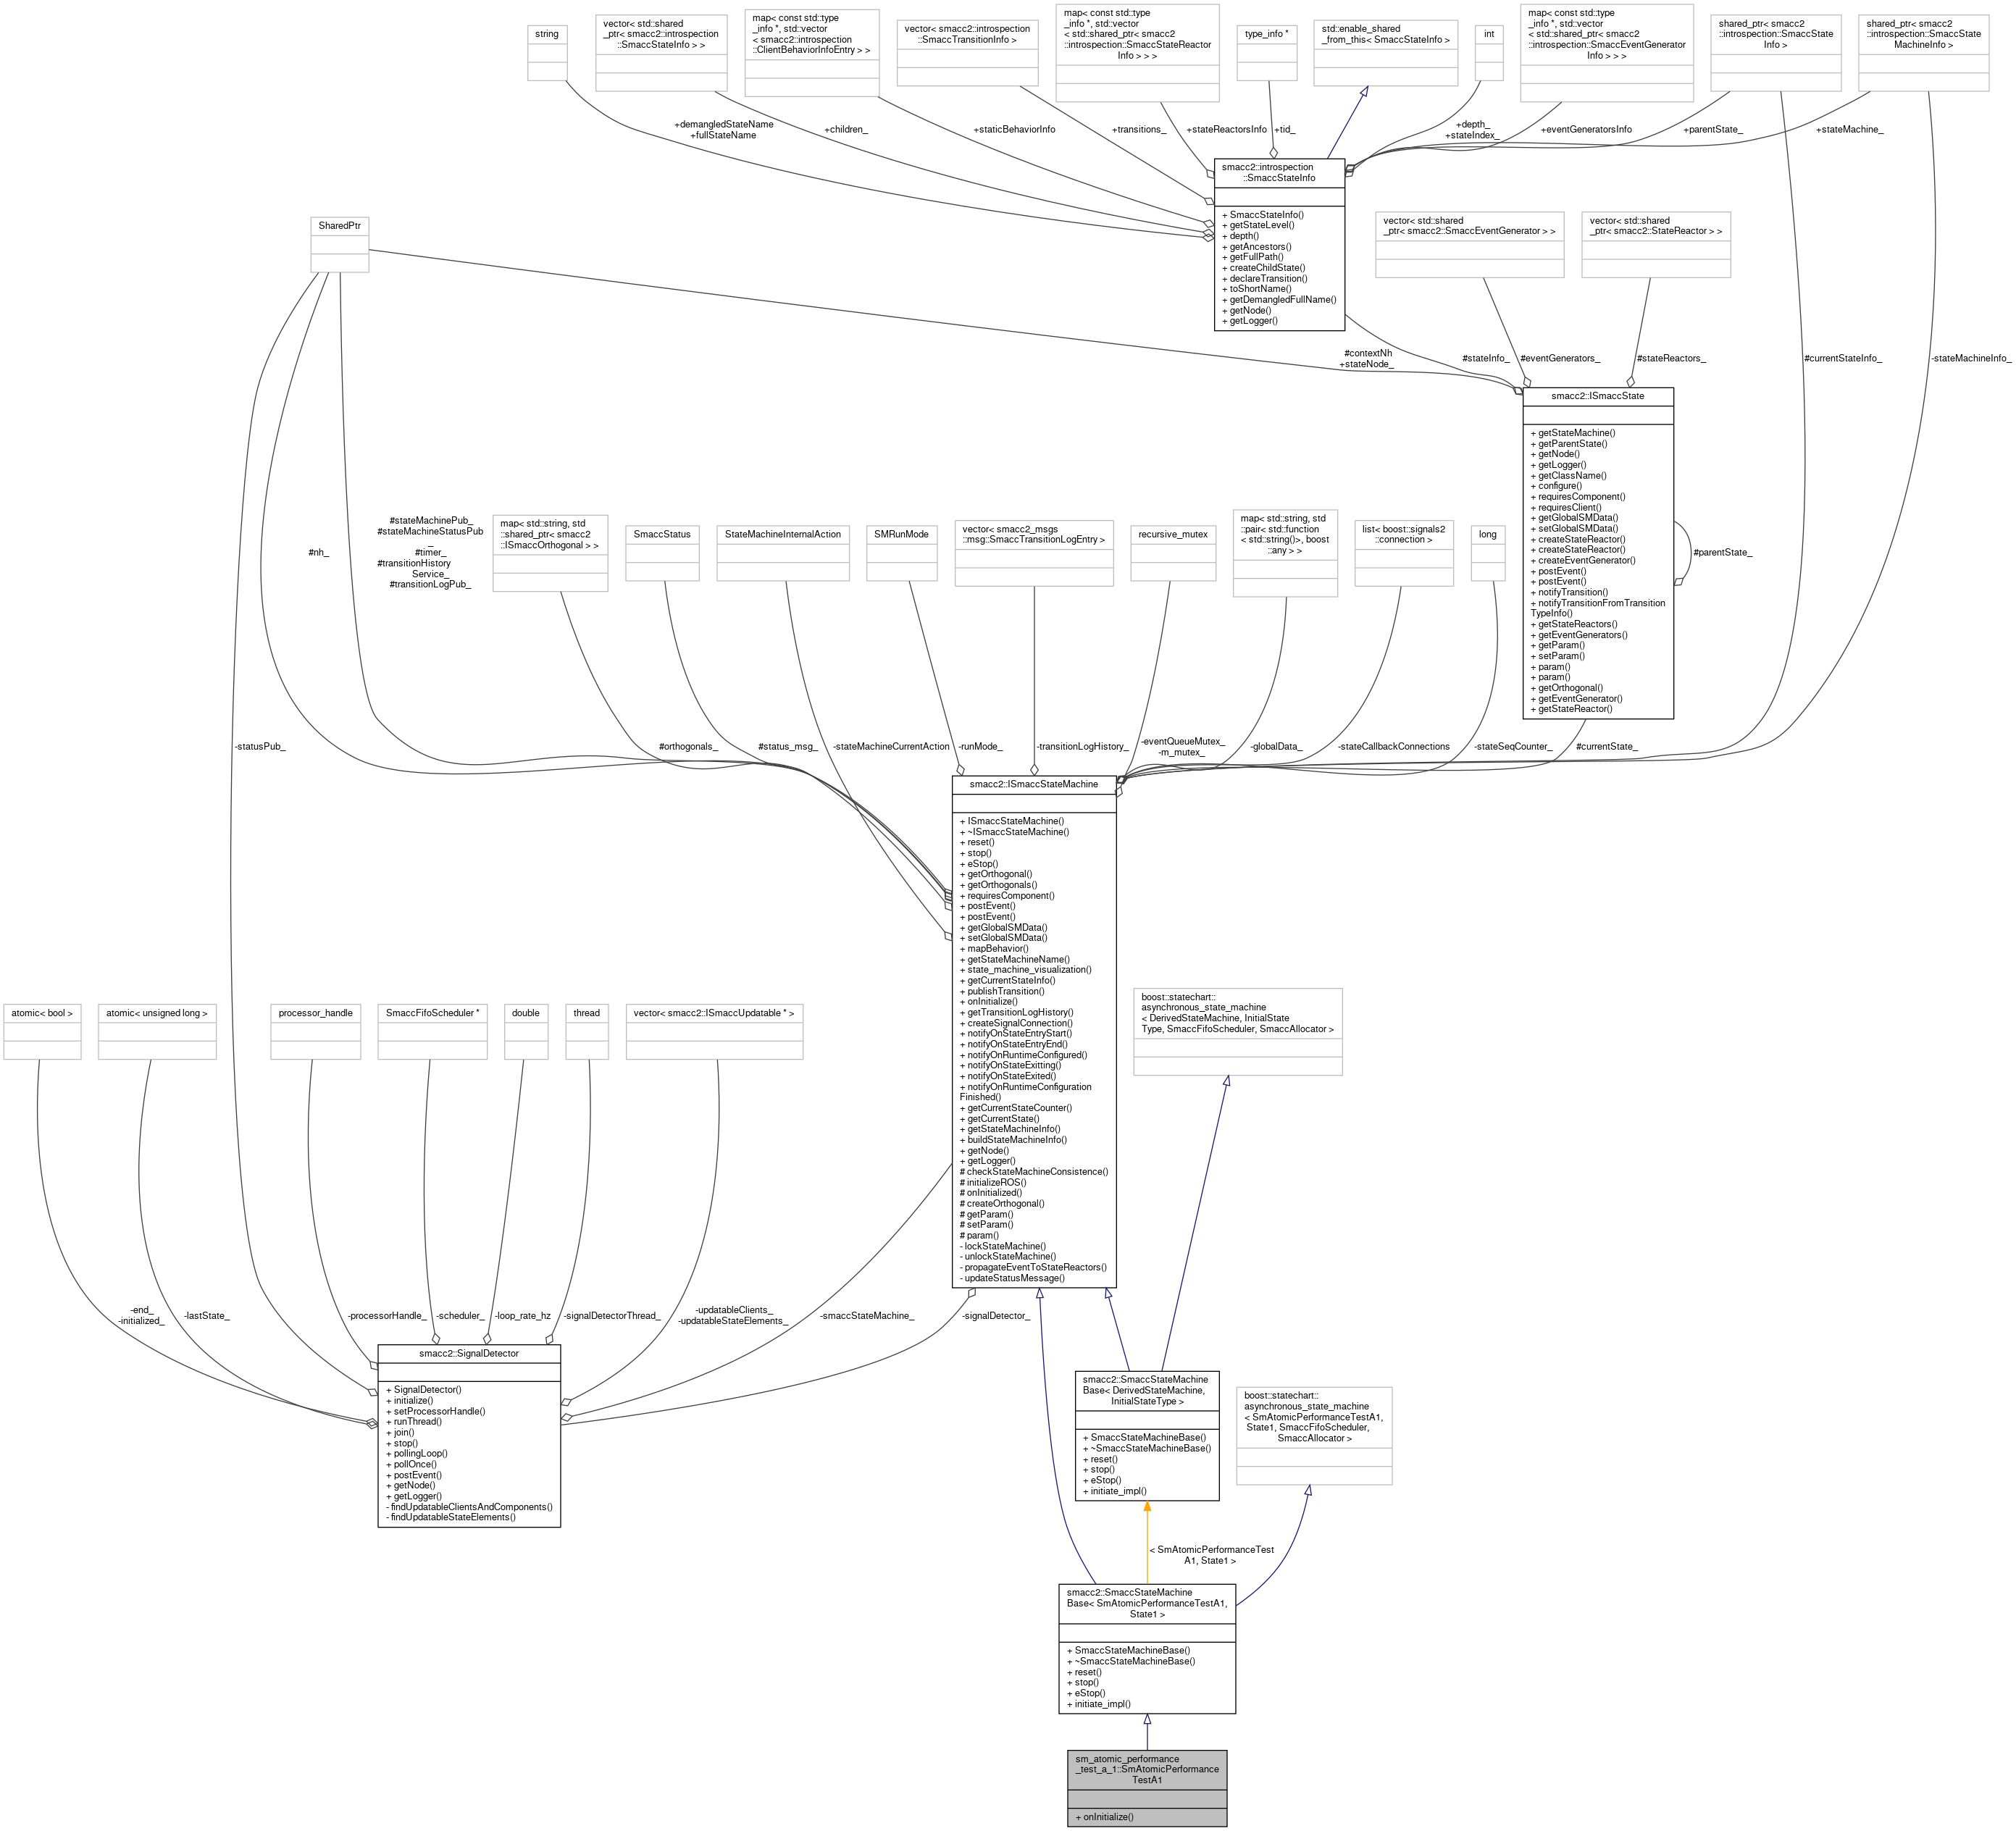 string
vector< std::shared
_ptr< smacc2::introspection
::SmaccStateInfo > >
map< const std::type
_info *, std::vector
< smacc2::introspection
::ClientBehaviorInfoEntry > >
vector< smacc2::introspection
::SmaccTransitionInfo >
map< const std::type
_info *, std::vector
< std::shared_ptr< smacc2
::introspection::SmaccStateReactor
Info > > >
type_info *
std::enable_shared
_from_this< SmaccStateInfo >
int
map< const std::type
_info *, std::vector
< std::shared_ptr< smacc2
::introspection::SmaccEventGenerator
Info > > >
shared_ptr< smacc2
::introspection::SmaccState
Info >
shared_ptr< smacc2
::introspection::SmaccState
MachineInfo >
+demangledStateName
+fullStateName
+children_
+staticBehaviorInfo
+transitions_
+stateReactorsInfo
+tid_
+depth_
+stateIndex_
+eventGeneratorsInfo
+parentState_
+stateMachine_
smacc2::introspection
::SmaccStateInfo
+ SmaccStateInfo()
+ getStateLevel()
+ depth()
+ getAncestors()
+ getFullPath()
+ createChildState()
+ declareTransition()
+ toShortName()
+ getDemangledFullName()
+ getNode()
+ getLogger()
SharedPtr
vector< std::shared
_ptr< smacc2::SmaccEventGenerator > >
vector< std::shared
_ptr< smacc2::StateReactor > >
#contextNh
+stateNode_
#stateInfo_
#eventGenerators_
#stateReactors_
#currentStateInfo_
-stateMachineInfo_
smacc2::ISmaccState
+ getStateMachine()
+ getParentState()
+ getNode()
+ getLogger()
+ getClassName()
+ configure()
+ requiresComponent()
+ requiresClient()
+ getGlobalSMData()
+ setGlobalSMData()
+ createStateReactor()
+ createStateReactor()
+ createEventGenerator()
+ postEvent()
+ postEvent()
+ notifyTransition()
+ notifyTransitionFromTransition
TypeInfo()
+ getStateReactors()
+ getEventGenerators()
+ getParam()
+ setParam()
+ param()
+ param()
+ getOrthogonal()
+ getEventGenerator()
+ getStateReactor()
#parentState_
#nh_
#stateMachinePub_
#stateMachineStatusPub
_
#timer_
#transitionHistory
Service_
#transitionLogPub_
map< std::string, std
::shared_ptr< smacc2
::ISmaccOrthogonal > >
SmaccStatus
StateMachineInternalAction
SMRunMode
vector< smacc2_msgs
::msg::SmaccTransitionLogEntry >
recursive_mutex
map< std::string, std
::pair< std::function
< std::string()>, boost
::any > >
list< boost::signals2
::connection >
long
-statusPub_
#orthogonals_
#status_msg_
-stateMachineCurrentAction
-runMode_
-transitionLogHistory_
-eventQueueMutex_
-m_mutex_
-globalData_
-stateCallbackConnections
-stateSeqCounter_
#currentState_
smacc2::ISmaccStateMachine
+ ISmaccStateMachine()
+ ~ISmaccStateMachine()
+ reset()
+ stop()
+ eStop()
+ getOrthogonal()
+ getOrthogonals()
+ requiresComponent()
+ postEvent()
+ postEvent()
+ getGlobalSMData()
+ setGlobalSMData()
+ mapBehavior()
+ getStateMachineName()
+ state_machine_visualization()
+ getCurrentStateInfo()
+ publishTransition()
+ onInitialize()
+ getTransitionLogHistory()
+ createSignalConnection()
+ notifyOnStateEntryStart()
+ notifyOnStateEntryEnd()
+ notifyOnRuntimeConfigured()
+ notifyOnStateExitting()
+ notifyOnStateExited()
+ notifyOnRuntimeConfiguration
Finished()
+ getCurrentStateCounter()
+ getCurrentState()
+ getStateMachineInfo()
+ buildStateMachineInfo()
+ getNode()
+ getLogger()
# checkStateMachineConsistence()
# initializeROS()
# onInitialized()
# createOrthogonal()
# getParam()
# setParam()
# param()
- lockStateMachine()
- unlockStateMachine()
- propagateEventToStateReactors()
- updateStatusMessage()
atomic< bool >
atomic< unsigned long >
processor_handle
SmaccFifoScheduler *
double
thread
vector< smacc2::ISmaccUpdatable * >
boost::statechart::
asynchronous_state_machine
< DerivedStateMachine, InitialState
Type, SmaccFifoScheduler, SmaccAllocator >
-end_
-initialized_
-lastState_
-processorHandle_
-scheduler_
-loop_rate_hz
-signalDetectorThread_
-updatableClients_
-updatableStateElements_
-smaccStateMachine_
-signalDetector_
smacc2::SignalDetector
+ SignalDetector()
+ initialize()
+ setProcessorHandle()
+ runThread()
+ join()
+ stop()
+ pollingLoop()
+ pollOnce()
+ postEvent()
+ getNode()
+ getLogger()
- findUpdatableClientsAndComponents()
- findUpdatableStateElements()
smacc2::SmaccStateMachine
Base< DerivedStateMachine,
InitialStateType >
+ SmaccStateMachineBase()
+ ~SmaccStateMachineBase()
+ reset()
+ stop()
+ eStop()
+ initiate_impl()
boost::statechart::
asynchronous_state_machine
< SmAtomicPerformanceTestA1,
State1, SmaccFifoScheduler,
SmaccAllocator >
< SmAtomicPerformanceTest
A1, State1 >
smacc2::SmaccStateMachine
Base< SmAtomicPerformanceTestA1,
State1 >
+ SmaccStateMachineBase()
+ ~SmaccStateMachineBase()
+ reset()
+ stop()
+ eStop()
+ initiate_impl()
sm_atomic_performance
_test_a_1::SmAtomicPerformance
TestA1
+ onInitialize()